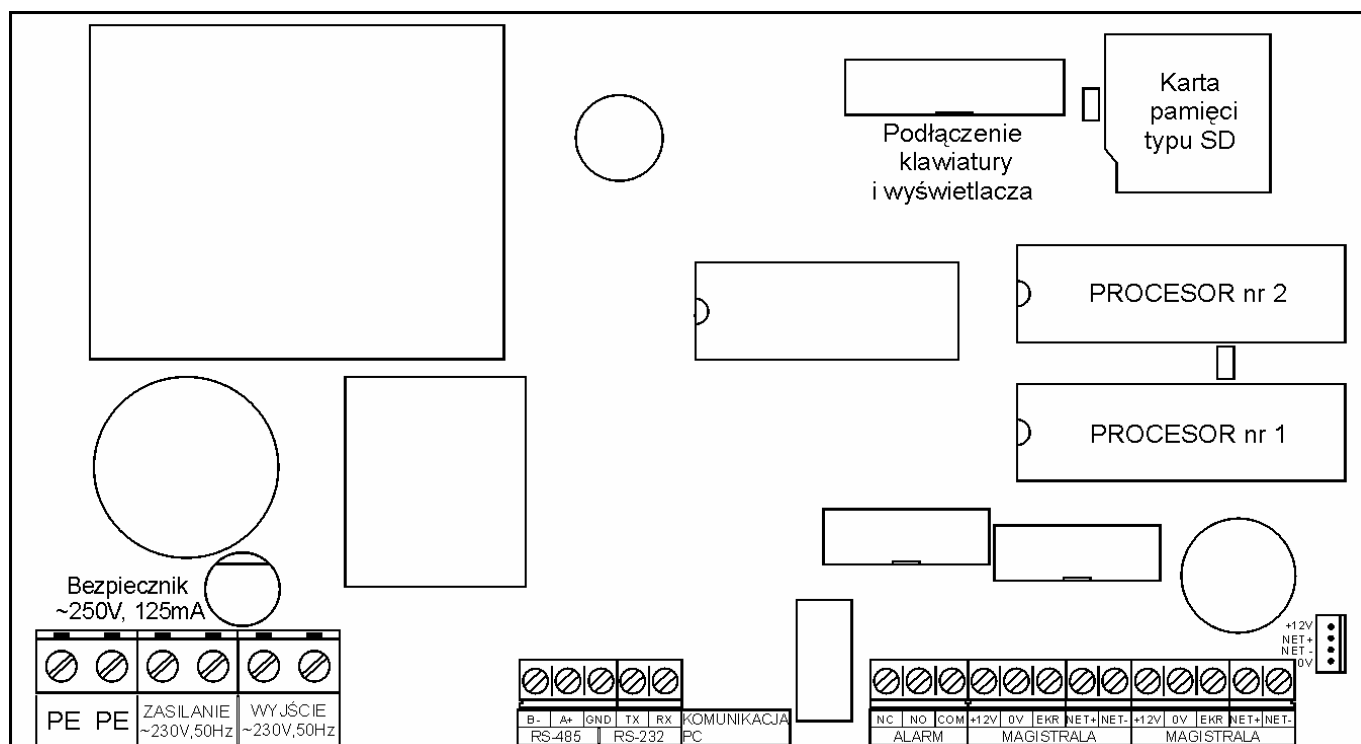 Karta
pamięci
typu SD
Podłączenie
klawiatury
i wyświetlacza
PROCESOR nr 2
PROCESOR nr 1
Bezpiecznik
~250V, 125mA
+12V
NET+
NET -
0V
PE PE
ZASILANIE
~230V,50Hz
WYJŚCIE
~230V,50Hz
B- A+ GND TX RX
RS-485 RS-232
KOMUNIKACJA
PC
NC NO COM +12V 0V EKR NET+ NET- +12V 0V EKR NET+ NET-
ALARM MAGISTRALA MAGISTRALA